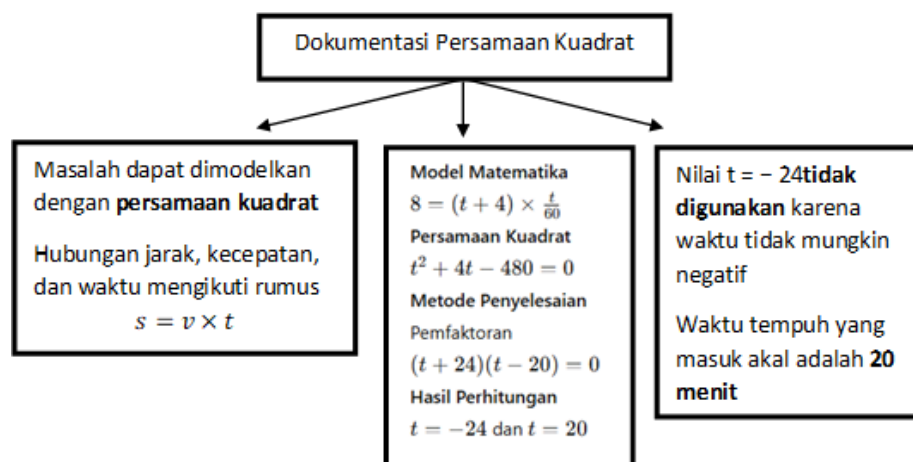 Dokumentasi Persamaan Kuadrat
Masalah dapat dimodelkan
dengan persamaan kuadrat
Hubungan jarak, kecepatan,
dan waktu mengikuti rumus
s = v × t
Model Matematika
8 = (t + 4) × t/60
Persamaan Kuadrat
t² + 4t − 480 = 0
Metode Penyelesaian
Pemfaktoran
(t + 24)(t − 20) = 0
Hasil Perhitungan
t = −24 dan t = 20
Nilai t = − 24tidak
digunakan karena
waktu tidak mungkin
negatif
Waktu tempuh yang
masuk akal adalah 20
menit